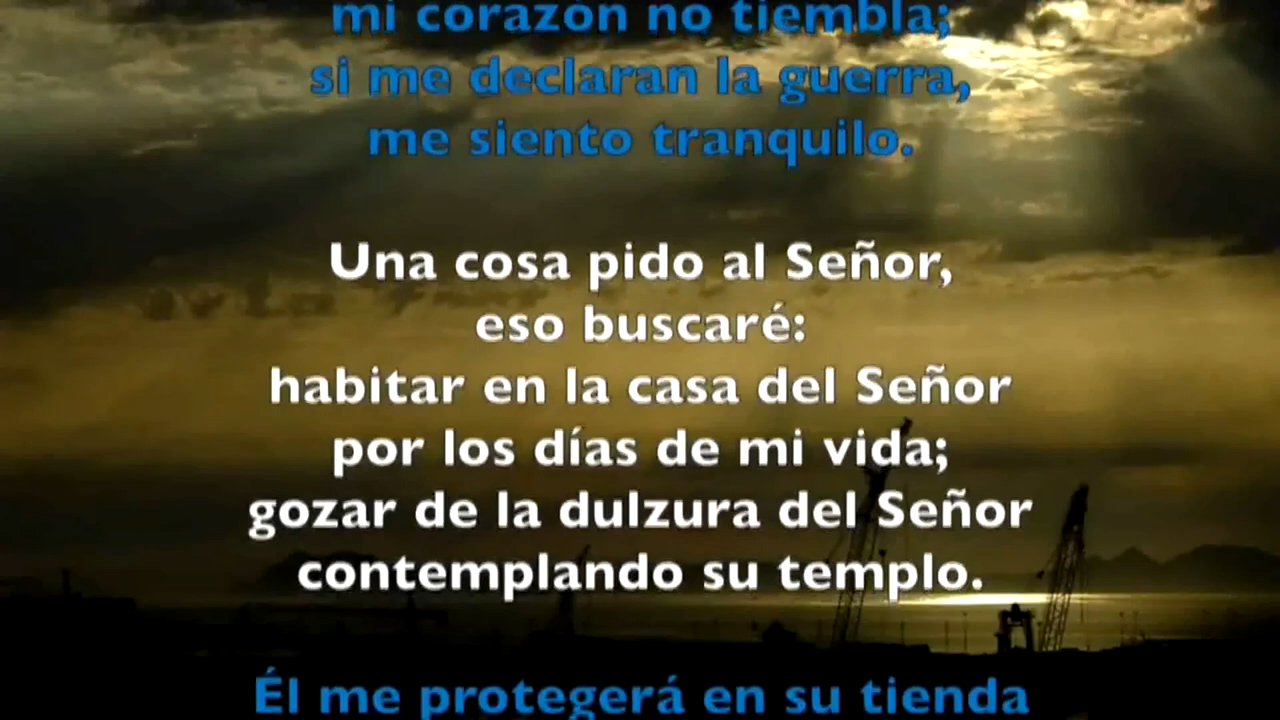 mi corazón no tiembla;
si me declaran la guerra,
me siento tranquilo.
Una cosa pido al Señor,
eso buscaré:
habitar en la casa del Señor
por los días de mi vida;
gozar de la dulzura del Señor
contemplando su templo.
Él me protegerá en su tienda